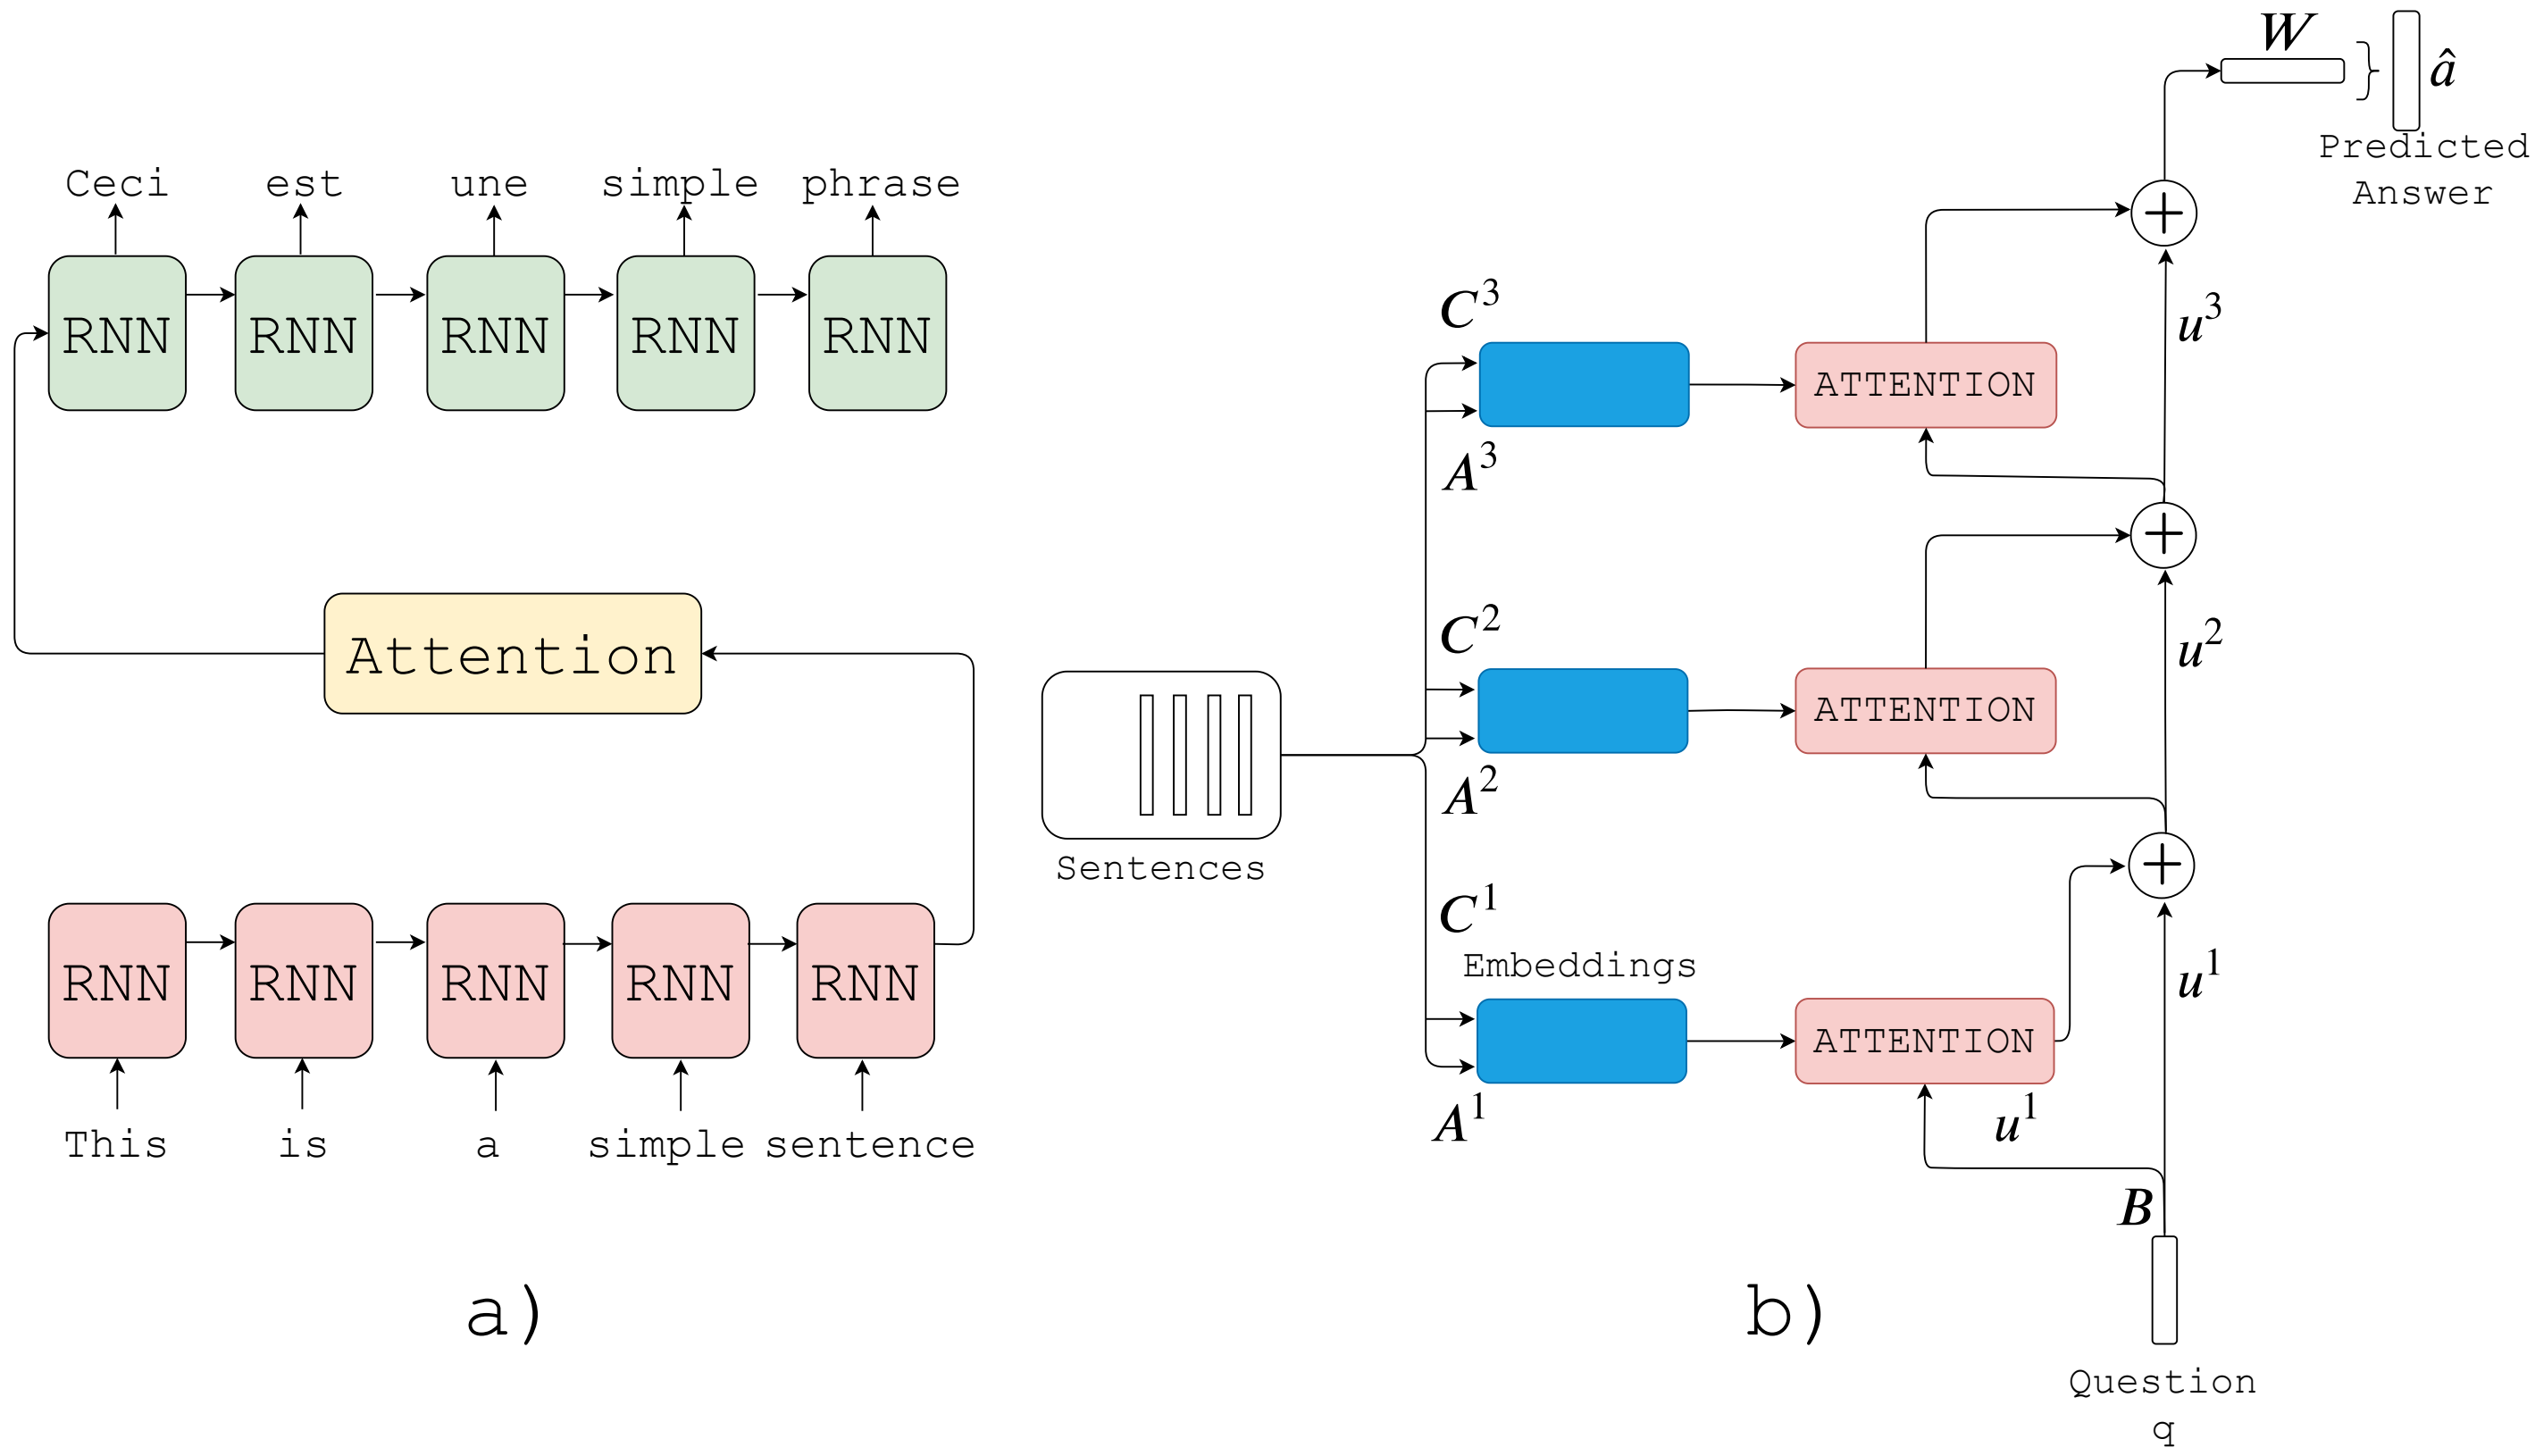 Ceci est une simple phrase
RNN RNN RNN RNN RNN
Attention
RNN RNN RNN RNN RNN
This is a simple sentence
a)
W
â
Predicted
Answer
u³
C³
ATTENTION
A³
u²
C²
ATTENTION
A²
Sentences
C¹
Embeddings
u¹
ATTENTION
A¹
u¹
B
b)
Question
q